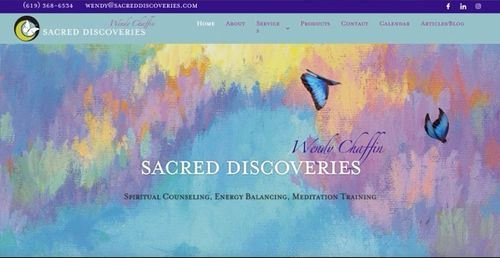 (619) 368-6534 WENDY@SACREDDISCOVERIES.COM
Wendy Chaffin
SACRED DISCOVERIES
HOME ABOUT SERVICE
S
PRODUCTS CONTACT CALENDAR ARTICLES/BLOG
Wendy Chaffin
SACRED DISCOVERIES
SPIRITUAL COUNSELING, ENERGY BALANCING, MEDITATION TRAINING